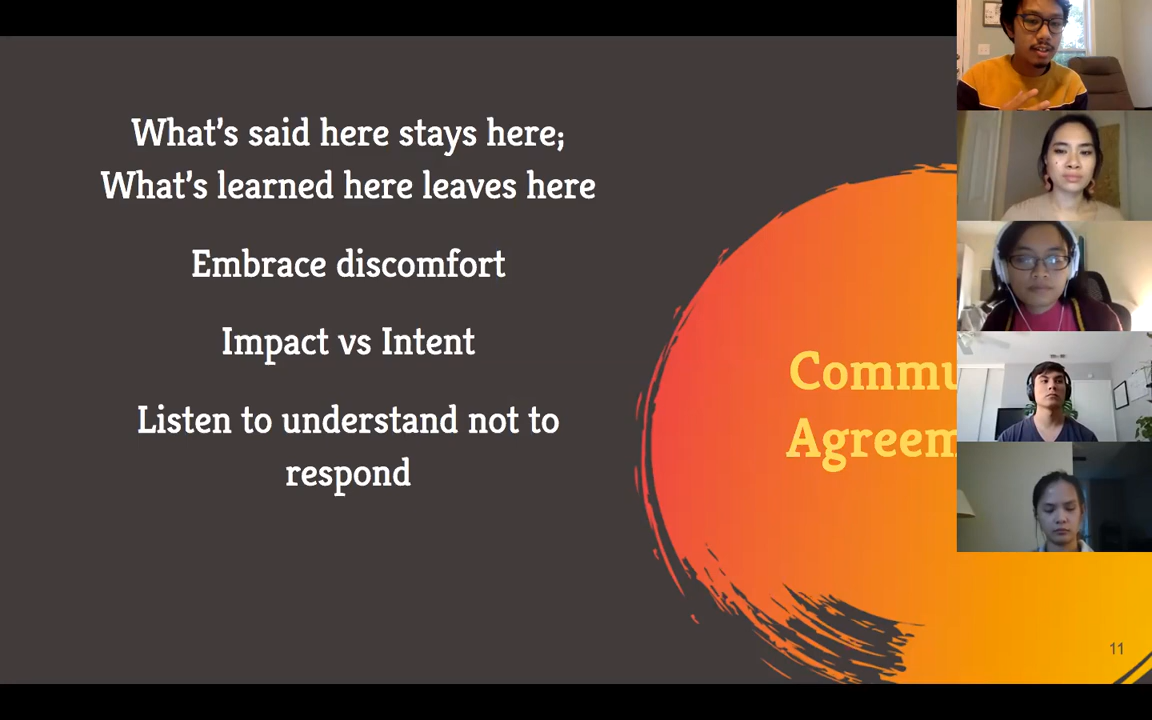 What's said here stays here;
What's learned here leaves here
Embrace discomfort
Impact vs Intent
Listen to understand not to
respond
Commu
Agreem
11